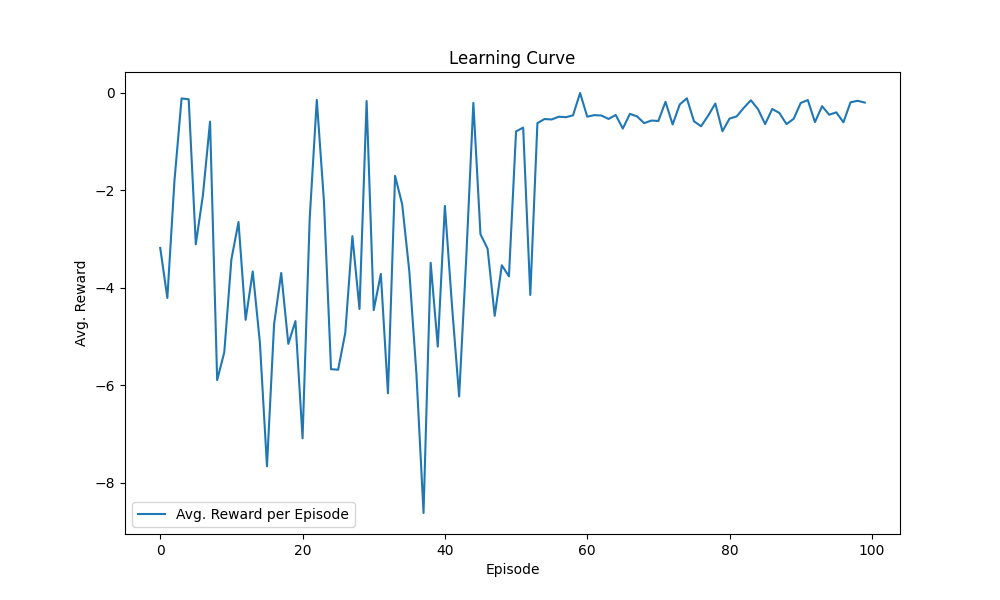 Learning Curve
0
−2
−4
−6
−8
Avg. Reward
Avg. Reward per Episode
0 20 40 60 80 100
Episode